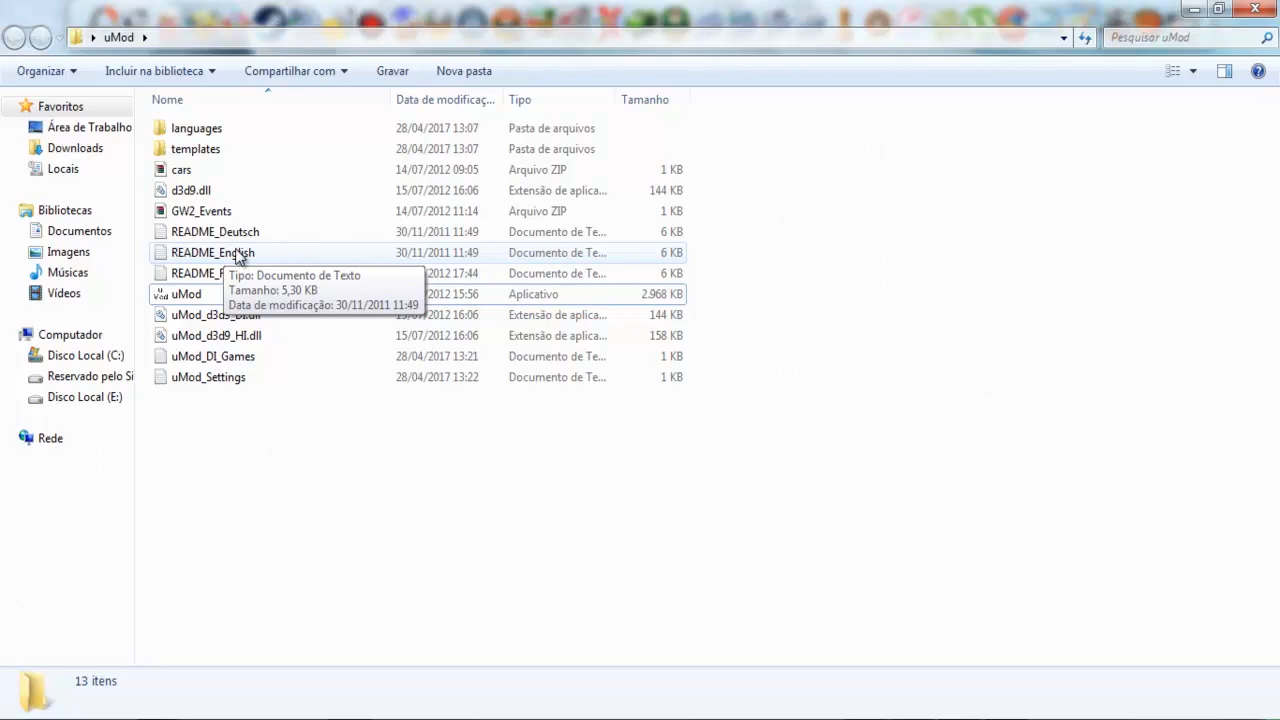 uMod
Pesquisar uMod
Organizar Incluir na biblioteca Compartilhar com Gravar Nova pasta
Favoritos
Área de Trabalho
Downloads
Locais
Bibliotecas
Documentos
Imagens
Músicas
Vídeos
Computador
Disco Local (C:)
Reservado pelo Si
Disco Local (E:)
Rede
Nome Data de modificaç... Tipo Tamanho
languages 28/04/2017 13:07 Pasta de arquivos
templates 28/04/2017 13:07 Pasta de arquivos
cars 14/07/2012 09:05 Arquivo ZIP 1 KB
d3d9.dll 15/07/2012 16:06 Extensão de aplica... 144 KB
GW2_Events 14/07/2012 11:14 Arquivo ZIP 1 KB
README_Deutsch 30/11/2011 11:49 Documento de Te... 6 KB
README_English 30/11/2011 11:49 Documento de Te... 6 KB
README_ /2012 17:44 Documento de Te... 6 KB
uMod /2012 15:56 Aplicativo 2.968 KB
uMod_d3d9_DI.dll 15/07/2012 16:06 Extensão de aplica... 144 KB
uMod_d3d9_HI.dll 15/07/2012 16:06 Extensão de aplica... 158 KB
uMod_DI_Games 28/04/2017 13:21 Documento de Te... 1 KB
uMod_Settings 28/04/2017 13:22 Documento de Te... 1 KB
Tipo: Documento de Texto
Tamanho: 5,30 KB
Data de modificação: 30/11/2011 11:49
13 itens